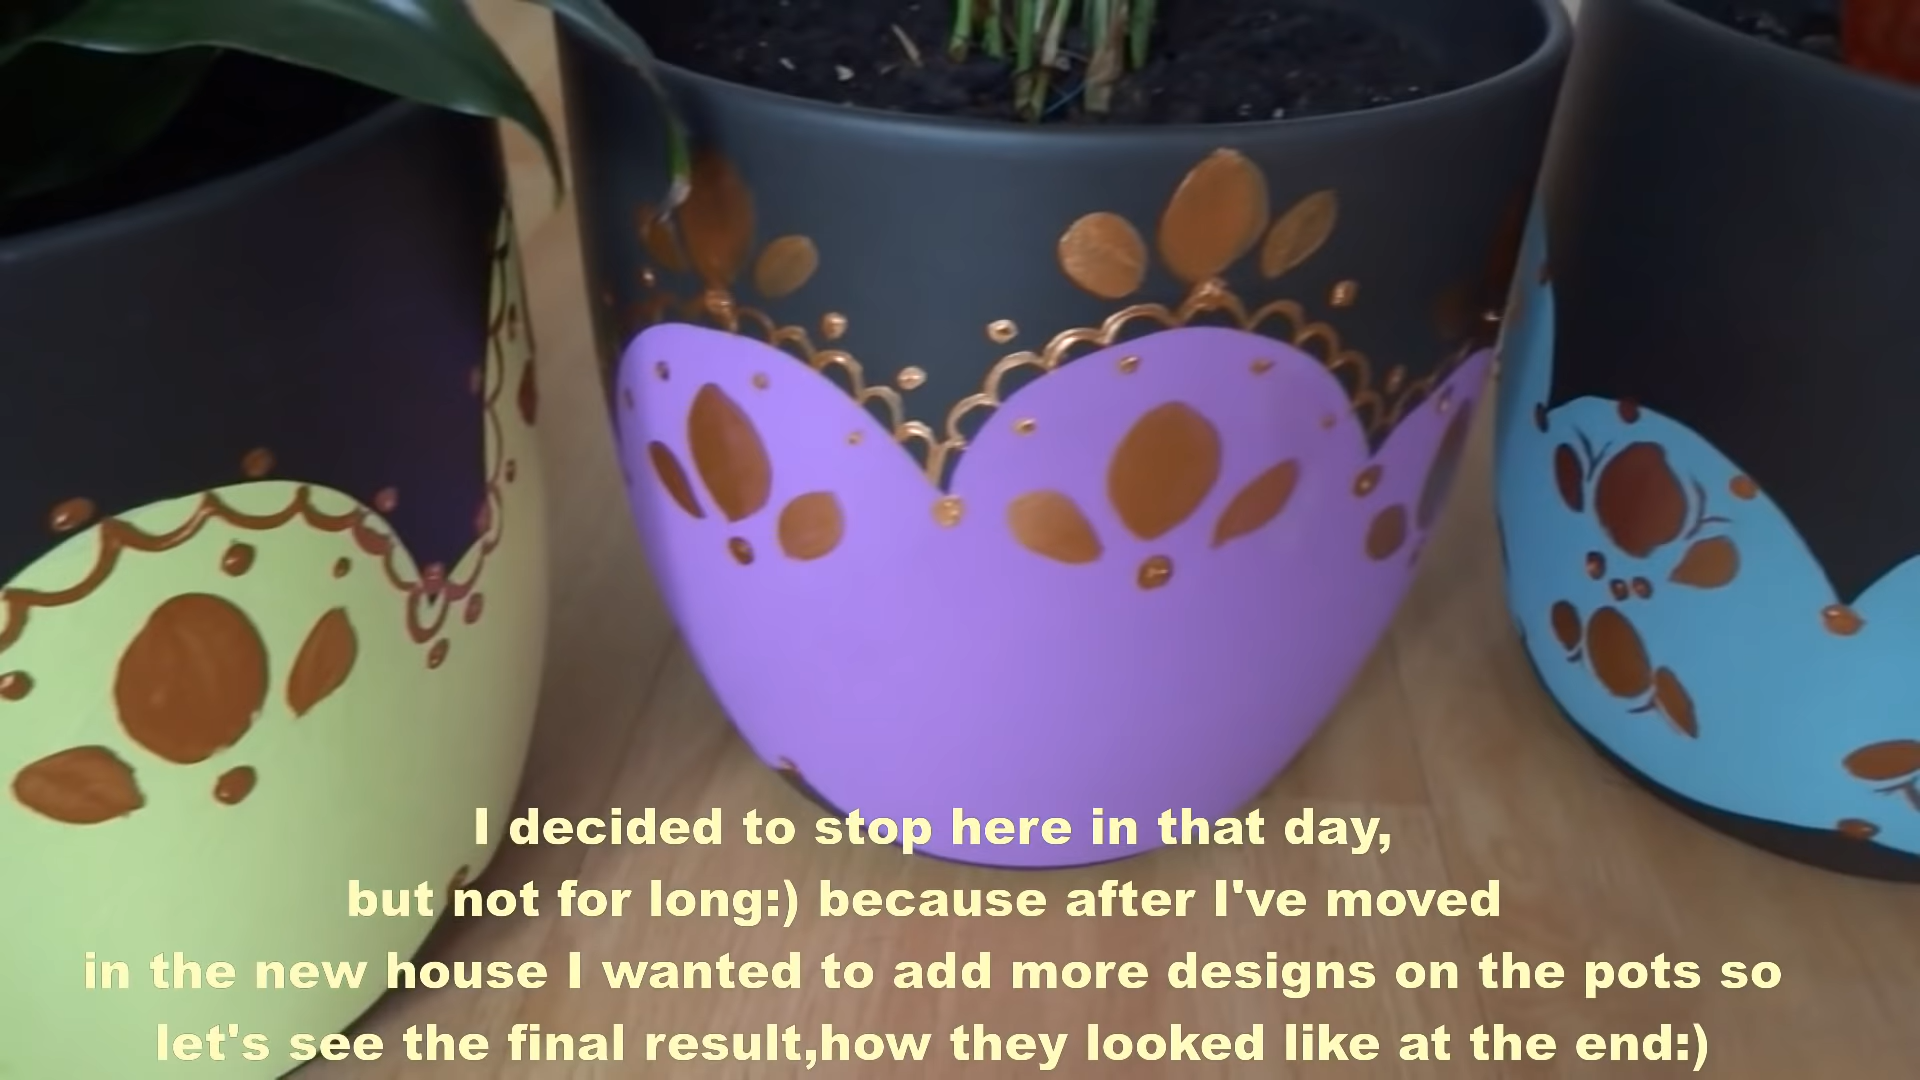 I decided to stop here in that day,
but not for long:) because after I've moved
in the new house I wanted to add more designs on the pots so
let's see the final result,how they looked like at the end:)